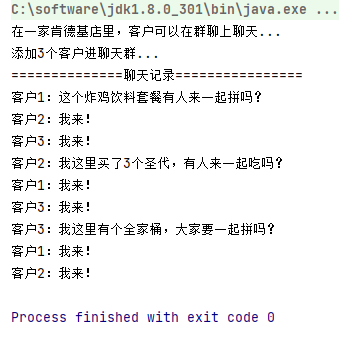 C:\software\jdk1.8.0_301\bin\java.exe ...
在一家肯德基店里，客户可以在群聊上聊天...
添加3个客户进聊天群...
==============聊天记录================
客户1：这个炸鸡饮料套餐有人来一起拼吗?
客户2：我来!
客户3：我来!
客户2：我这里买了3个圣代，有人来一起吃吗?
客户1：我来!
客户3：我来!
客户3：我这里有个全家桶，大家要一起拼吗?
客户1：我来!
客户2：我来!
Process finished with exit code 0